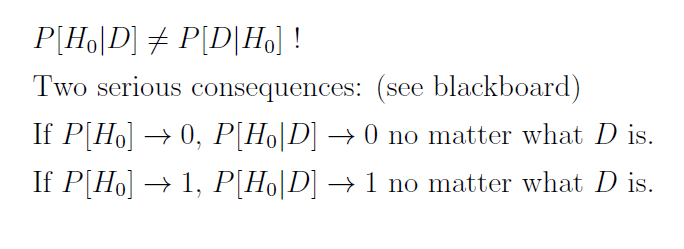 P[H₀|D] ≠ P[D|H₀] !
Two serious consequences: (see blackboard)
If P[H₀] → 0, P[H₀|D] → 0 no matter what D is.
If P[H₀] → 1, P[H₀|D] → 1 no matter what D is.